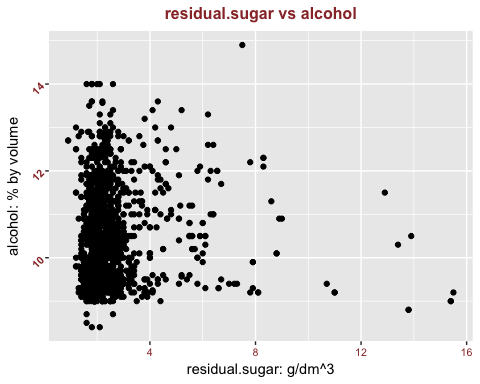 residual.sugar vs alcohol
alcohol: % by volume
14
12
10
4
8
12
16
residual.sugar: g/dm^3